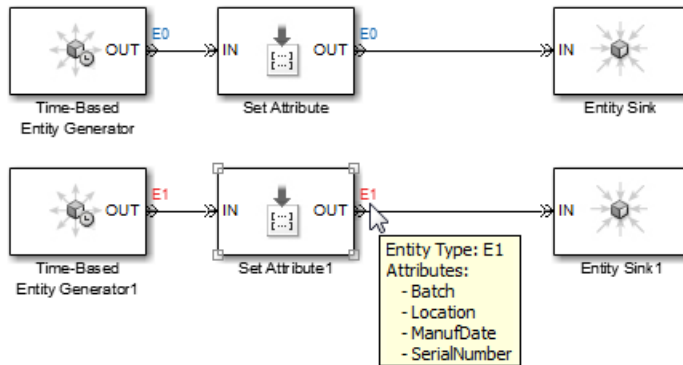 E0
E0
OUT
IN
OUT
IN
Time-Based
Entity Generator
Set Attribute
Entity Sink
E1
E1
OUT
IN
OUT
IN
Time-Based
Entity Generator1
Set Attribute1
Entity Sink1
Entity Type: E1
Attributes:
- Batch
- Location
- ManufDate
- SerialNumber